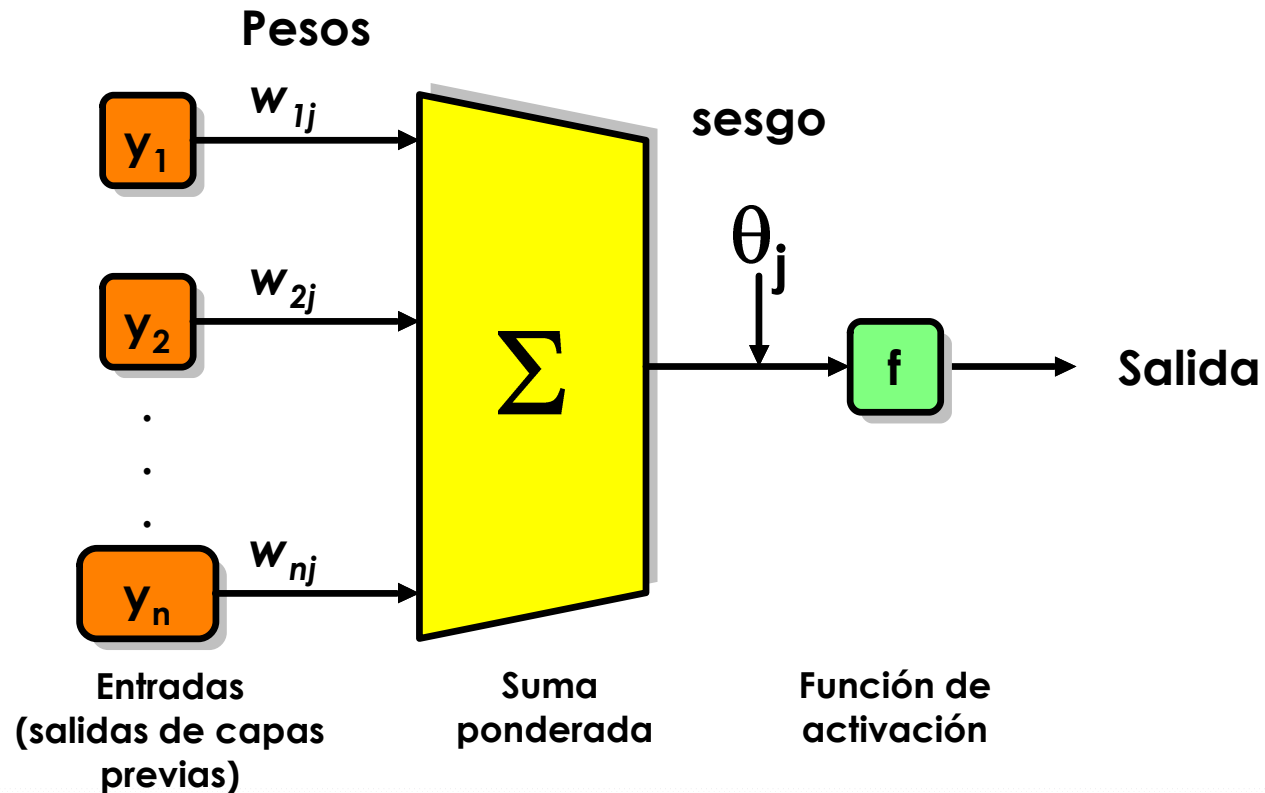 Pesos
y1
w1j
sesgo
θj
y2
w2j
Σ
f
Salida
.
.
.
yn
wnj
Entradas
(salidas de capas
previas)
Suma
ponderada
Función de
activación